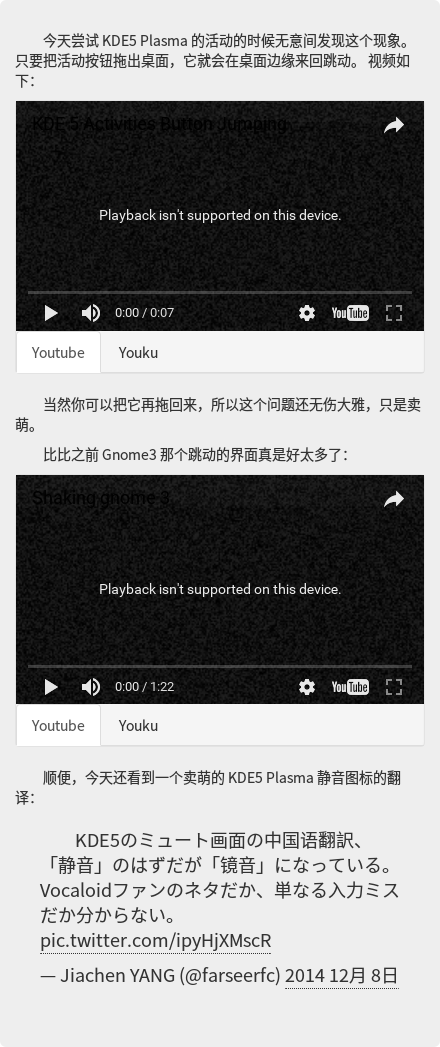 今天尝试 KDE5 Plasma 的活动的时候无意间发现这个现象。
只要把活动按钮拖出桌面，它就会在桌面边缘来回跳动。 视频如
下：
KDE 5 Activities Button Jumping
Playback isn't supported on this device.
0:00 / 0:07
YouTube
Youtube
Youku
当然你可以把它再拖回来，所以这个问题还无伤大雅，只是卖
萌。
比比之前 Gnome3 那个跳动的界面真是好太多了：
Shaking gnome 3
Playback isn't supported on this device.
0:00 / 1:22
YouTube
Youtube
Youku
顺便，今天还看到一个卖萌的 KDE5 Plasma 静音图标的翻
译：
KDE5のミュート画面の中国语翻訳、
「静音」のはずだが「镜音」になっている。
Vocaloidファンのネタだか、単なる入力ミス
だか分からない。
pic.twitter.com/ipyHjXMscR
— Jiachen YANG (@farseerfc) 2014 12月 8日